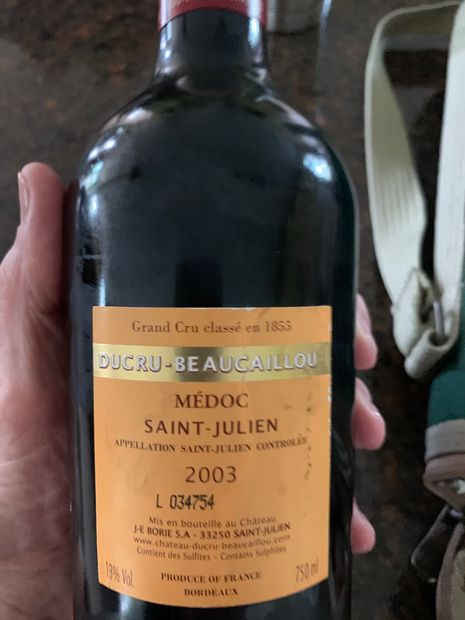 Grand Cru classé en 1855
DUCRU-BEAUCAILLOU
MÉDOC
SAINT-JULIEN
APPELLATION SAINT-JULIEN CONTROLÉE
2003
L 034754
Mis en bouteille au Château
J-E BORIE S.A - 33250 SAINT-JULIEN
www.chateau-ducru-beaucaillou.com
Contient des Sulfites - Contains Sulphites
13% Vol. 750 ml
PRODUCE OF FRANCE
BORDEAUX